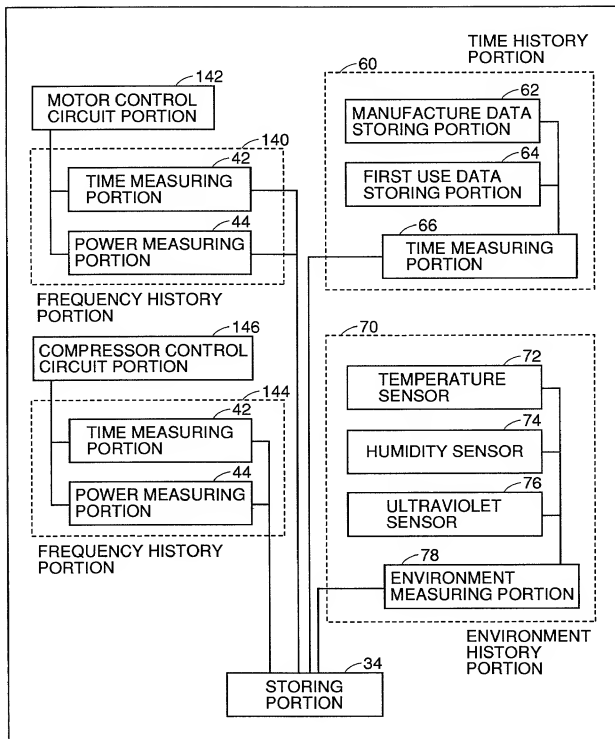 142
MOTOR CONTROL
CIRCUIT PORTION
140
42
TIME MEASURING
PORTION
44
POWER MEASURING
PORTION
FREQUENCY HISTORY
PORTION
146
COMPRESSOR CONTROL
CIRCUIT PORTION
144
42
TIME MEASURING
PORTION
44
POWER MEASURING
PORTION
FREQUENCY HISTORY
PORTION
TIME HISTORY
PORTION
60
62
MANUFACTURE DATA
STORING PORTION
64
FIRST USE DATA
STORING PORTION
66
TIME MEASURING
PORTION
70
72
TEMPERATURE
SENSOR
74
HUMIDITY SENSOR
76
ULTRAVIOLET
SENSOR
78
ENVIRONMENT
MEASURING PORTION
ENVIRONMENT
HISTORY
PORTION
34
STORING
PORTION